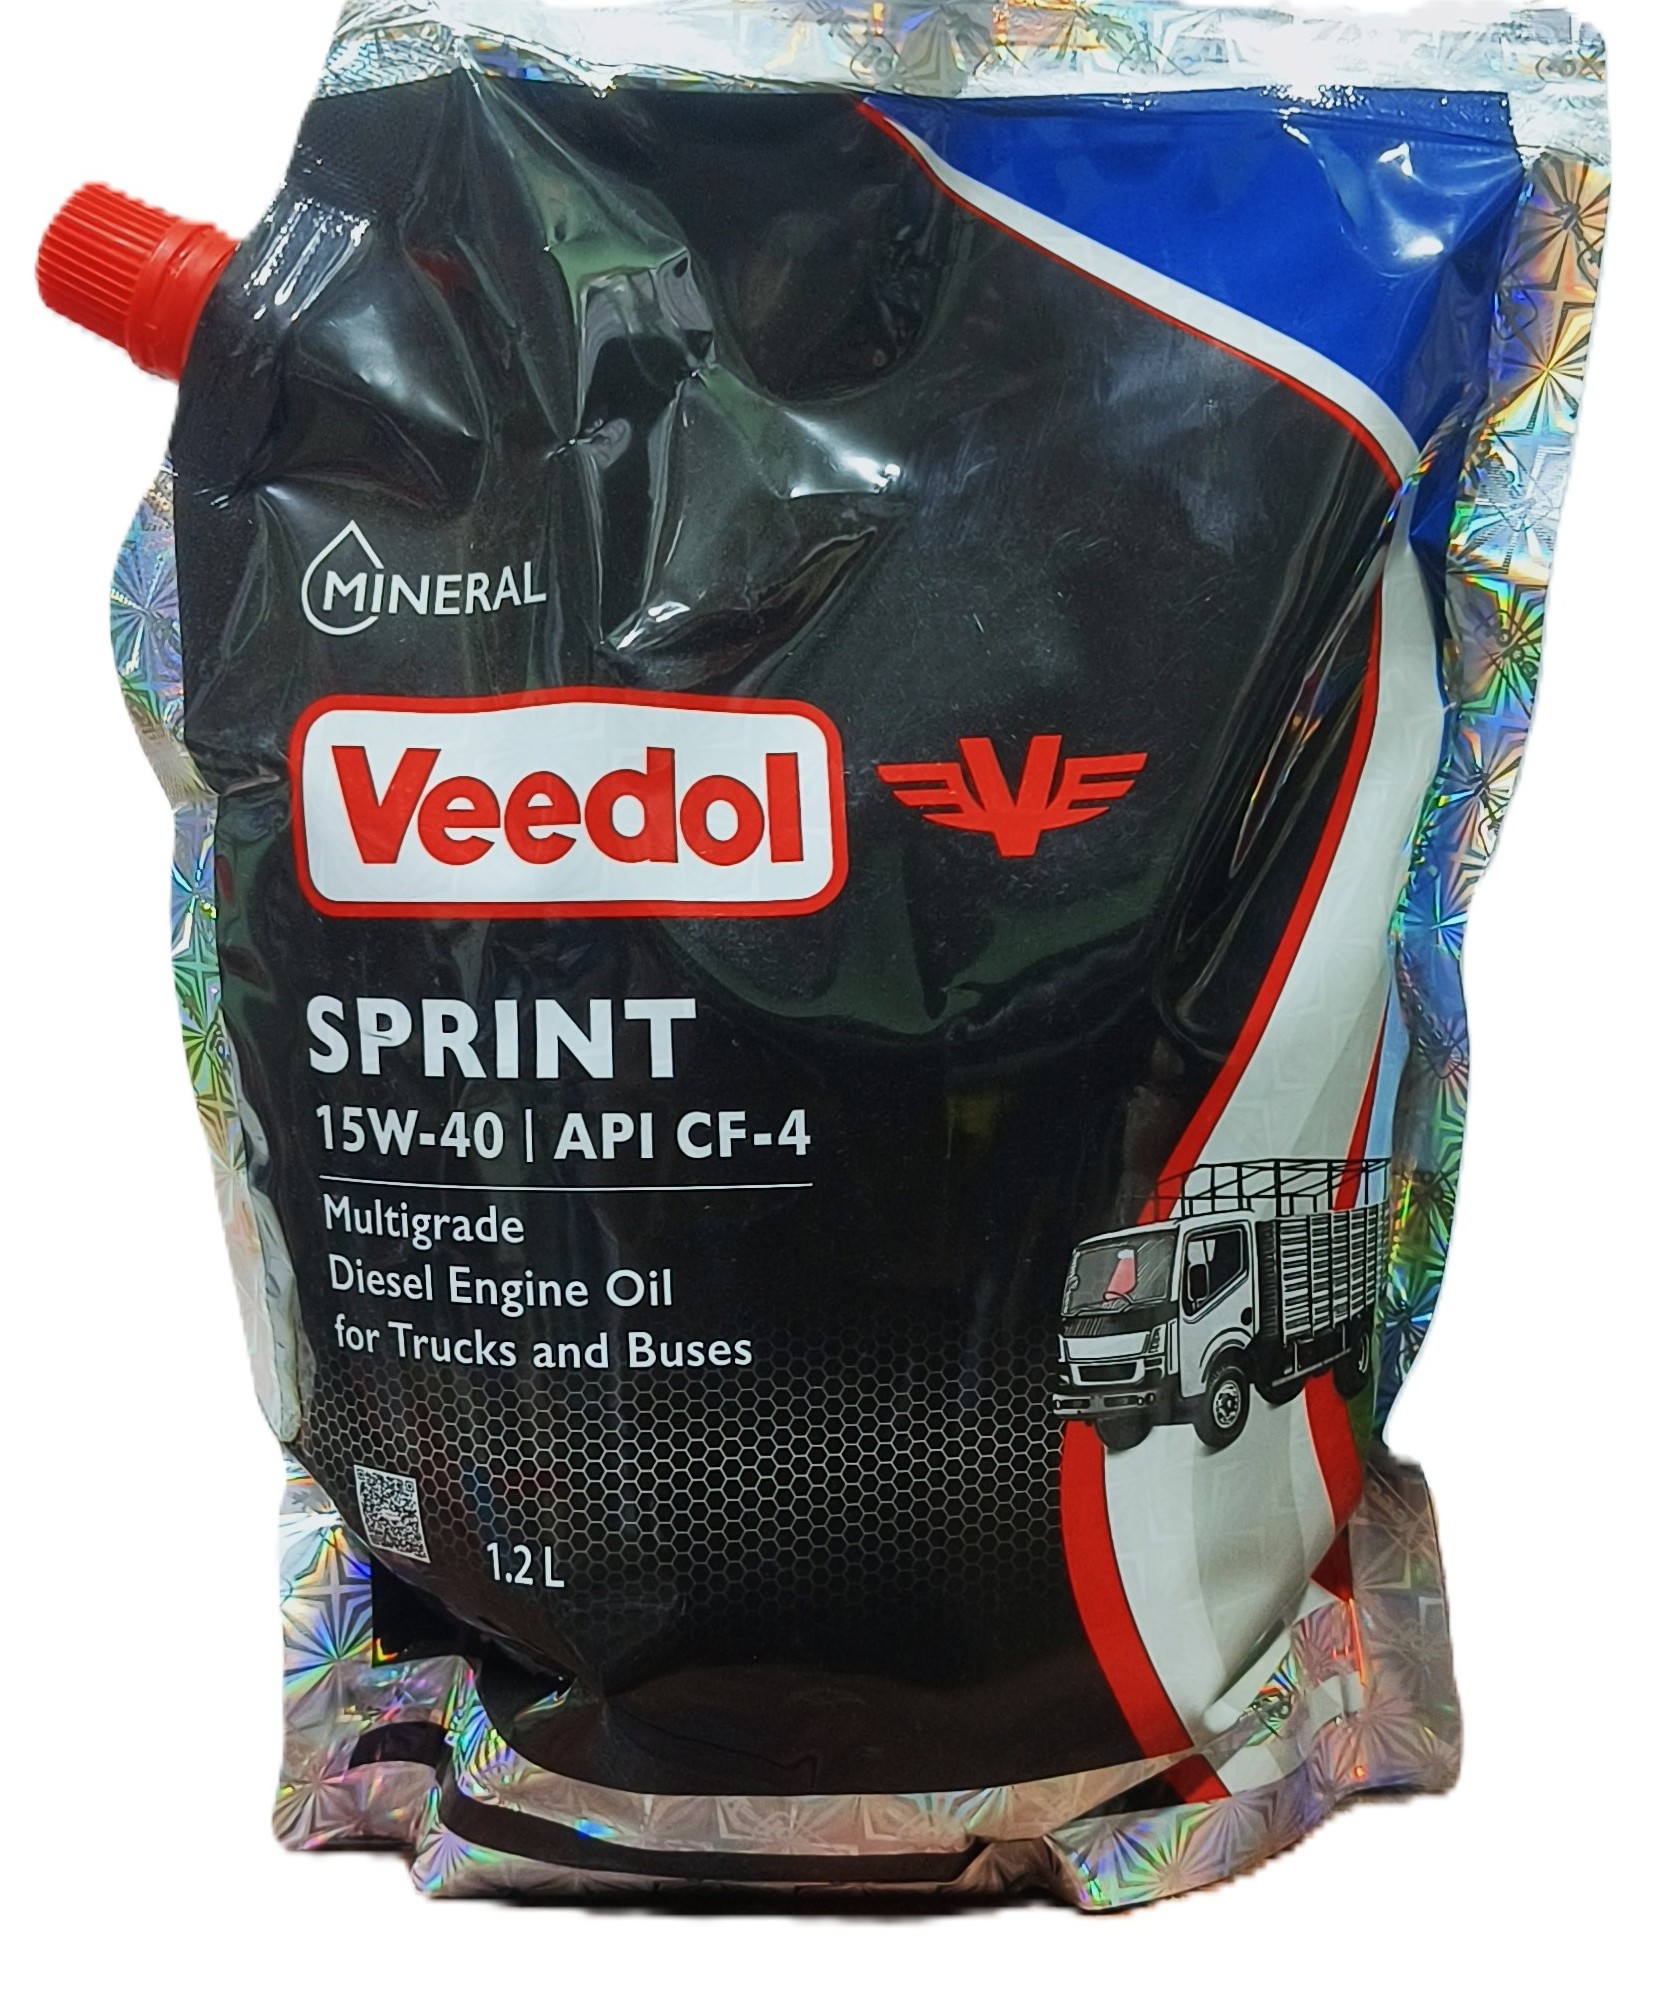 MINERAL
Veedol
SPRINT
15W-40 | API CF-4
Multigrade
Diesel Engine Oil
for Trucks and Buses
1.2 L